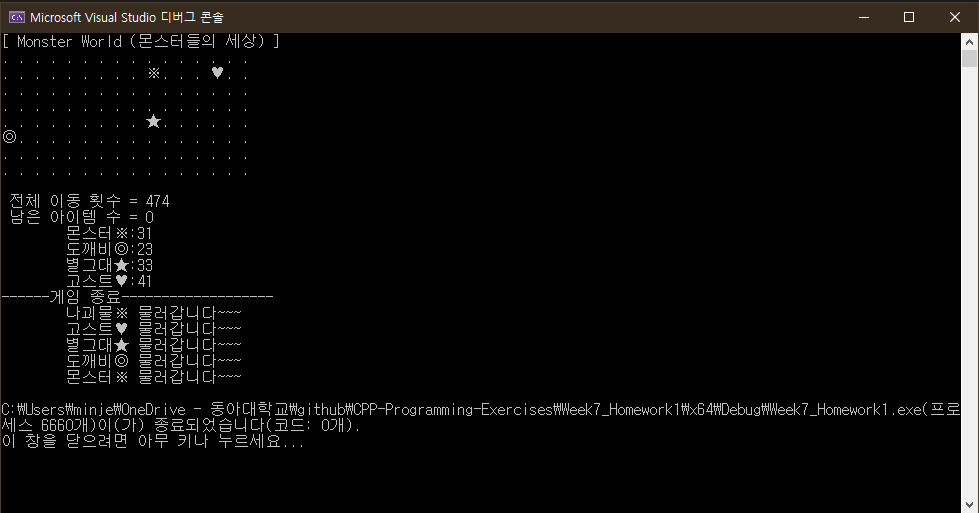 Microsoft Visual Studio 디버그 콘솔
[ Monster World (몬스터들의 세상) ]
. . . . . . . . . . . . . . . .
. . . . . . . . . ※. . . ♥. .
. . . . . . . . . . . . . . . .
. . . . . . . . . . . . . . . .
. . . . . . . . . ★. . . . . .
◎. . . . . . . . . . . . . . .
. . . . . . . . . . . . . . . .
. . . . . . . . . . . . . . . .
전체 이동 횟수 = 474
남은 아이템 수 = 0
몬스터※:31
도깨비◎:23
별그대★:33
고스트♥:41
------게임 종료-------------------
나괴물※ 물러갑니다~~~
고스트♥ 물러갑니다~~~
별그대★ 물러갑니다~~~
도깨비◎ 물러갑니다~~~
몬스터※ 물러갑니다~~~
C:\Users\minje\OneDrive - 동아대학교\github\CPP-Programming-Exercises\Week7_Homework1\x64\Debug\Week7_Homework1.exe(프로
세스 6660개)이(가) 종료되었습니다(코드: 0개).
이 창을 닫으려면 아무 키나 누르세요...